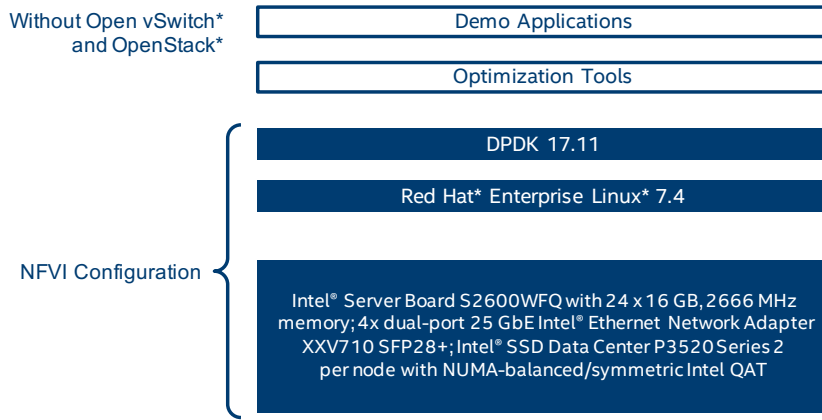 Without Open vSwitch*
and OpenStack*
Demo Applications
Optimization Tools
DPDK 17.11
Red Hat* Enterprise Linux* 7.4
NFVI Configuration
Intel® Server Board S2600WFQ with 24 x 16 GB, 2666 MHz
memory; 4x dual-port 25 GbE Intel® Ethernet Network Adapter
XXV710 SFP28+; Intel® SSD Data Center P3520 Series 2
per node with NUMA-balanced/symmetric Intel QAT